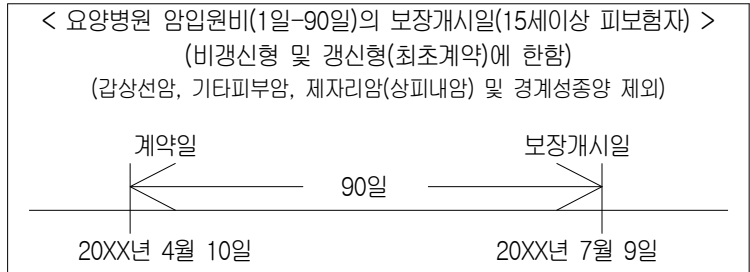 < 요양병원 암입원비(1일-90일)의 보장개시일(15세이상 피보험자) >
(비갱신형 및 갱신형(최초계약)에 한함)
(갑상선암, 기타피부암, 제자리암(상피내암) 및 경계성종양 제외)
계약일 보장개시일
90일
20XX년 4월 10일 20XX년 7월 9일